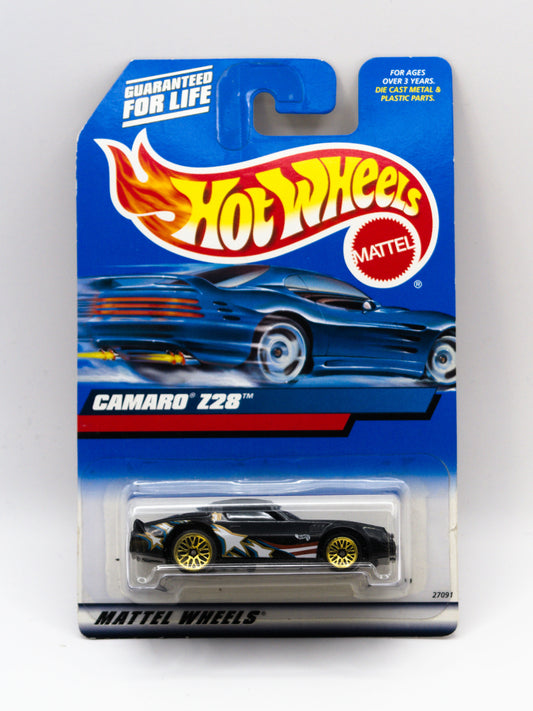 GUARANTEED
FOR LIFE
FOR AGES
OVER 3 YEARS.
DIE CAST METAL &
PLASTIC PARTS.
HOT WHEELS
MATTEL
®
CAMARO® Z28™
27091
MATTEL WHEELS®